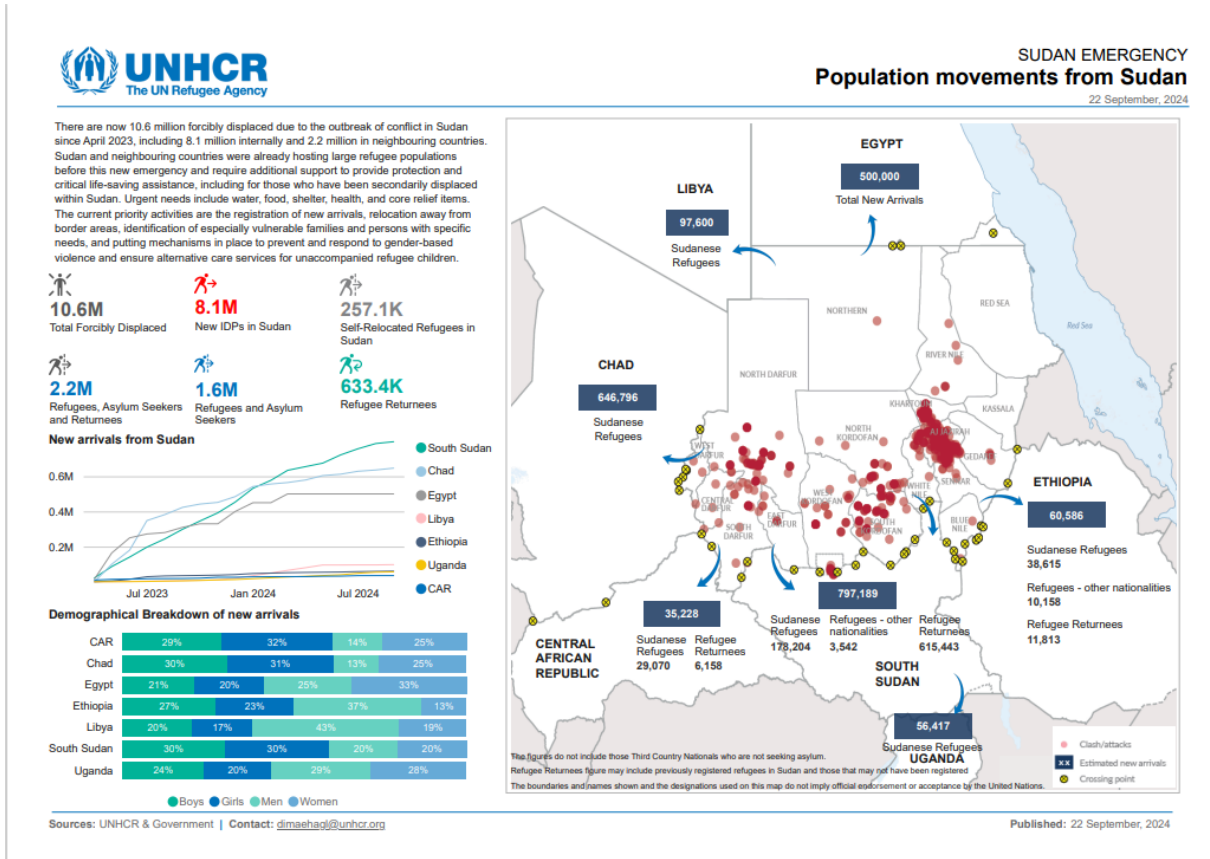 UNHCR
The UN Refugee Agency
SUDAN EMERGENCY
Population movements from Sudan
22 September, 2024
There are now 10.6 million forcibly displaced due to the outbreak of conflict in Sudan
since April 2023, including 8.1 million internally and 2.2 million in neighbouring countries.
Sudan and neighbouring countries were already hosting large refugee populations
before this new emergency and require additional support to provide protection and
critical life-saving assistance, including for those who have been secondarily displaced
within Sudan. Urgent needs include water, food, shelter, health, and core relief items.
The current priority activities are the registration of new arrivals, relocation away from
border areas, identification of especially vulnerable families and persons with specific
needs, and putting mechanisms in place to prevent and respond to gender-based
violence and ensure alternative care services for unaccompanied refugee children.
10.6M
Total Forcibly Displaced
8.1M
New IDPs in Sudan
257.1K
Self-Relocated Refugees in
Sudan
2.2M
Refugees, Asylum Seekers
and Returnees
1.6M
Refugees and Asylum
Seekers
633.4K
Refugee Returnees
New arrivals from Sudan
0.6M
0.4M
0.2M
Jul 2023 Jan 2024 Jul 2024
South Sudan
Chad
Egypt
Libya
Ethiopia
Uganda
CAR
Demographical Breakdown of new arrivals
CAR 29% 32% 14% 25%
Chad 30% 31% 13% 25%
Egypt 21% 20% 25% 33%
Ethiopia 27% 23% 37% 13%
Libya 20% 17% 43% 19%
South Sudan 30% 30% 20% 20%
Uganda 24% 20% 29% 28%
Boys Girls Men Women
EGYPT
500,000
Total New Arrivals
LIBYA
97,600
Sudanese
Refugees
CHAD
646,796
Sudanese
Refugees
NORTHERN
RED SEA
Red Sea
RIVER NILE
NORTH DARFUR
KASSALA
NORTH
KORDOFAN
WEST
DARFUR
CENTRAL
DARFUR
SOUTH
DARFUR
EAST
DARFUR
WEST
SOUTH
WHITE
NILE
SENNAR
BLUE
NILE
ETHIOPIA
60,586
Sudanese Refugees
38,615
Refugees - other nationalities
10,158
Refugee Returnees
11,813
CENTRAL
AFRICAN
REPUBLIC
35,228
Sudanese
Refugees
29,070
Refugee
Returnees
6,158
797,189
Sudanese
Refugees
178,204
Refugees - other
nationalities
3,542
Refugee
Returnees
615,443
SOUTH
SUDAN
56,417
Sudanese Refugees
UGANDA
The figures do not include those Third Country Nationals who are not seeking asylum.
Refugee Returnees figure may include previously registered refugees in Sudan and those that may not have been registered
The boundaries and names shown and the designations used on this map do not imply official endorsement or acceptance by the United Nations.
Clash/attacks
xx Estimated new arrivals
Crossing point
Sources: UNHCR & Government | Contact: dimaehagl@unhcr.org
Published: 22 September, 2024